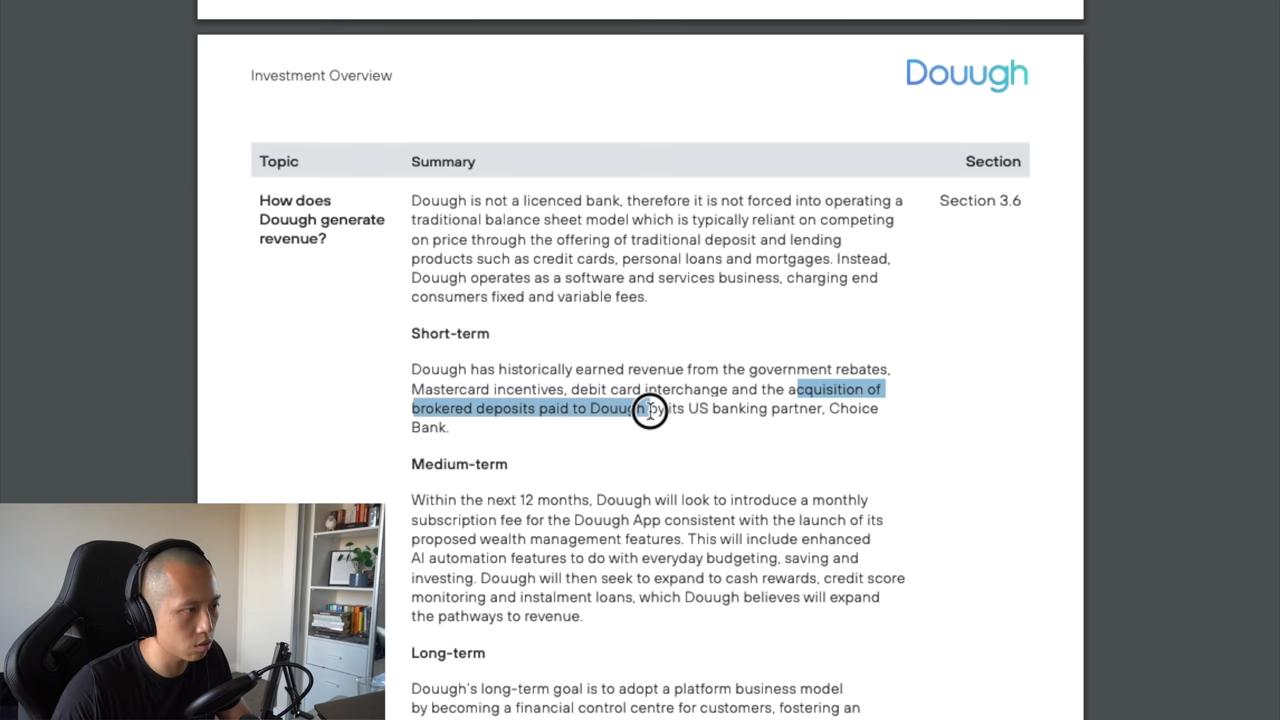 Investment Overview
Douugh
Topic
Summary
Section
How does
Douugh generate
revenue?
Douugh is not a licenced bank, therefore it is not forced into operating a
traditional balance sheet model which is typically reliant on competing
on price through the offering of traditional deposit and lending
products such as credit cards, personal loans and mortgages. Instead,
Douugh operates as a software and services business, charging end
consumers fixed and variable fees.
Section 3.6
Short-term
Douugh has historically earned revenue from the government rebates,
Mastercard incentives, debit card interchange and the acquisition of
brokered deposits paid to Douugh by its US banking partner, Choice
Bank.
Medium-term
Within the next 12 months, Douugh will look to introduce a monthly
subscription fee for the Douugh App consistent with the launch of its
proposed wealth management features. This will include enhanced
AI automation features to do with everyday budgeting, saving and
investing. Douugh will then seek to expand to cash rewards, credit score
monitoring and instalment loans, which Douugh believes will expand
the pathways to revenue.
Long-term
Douugh's long-term goal is to adopt a platform business model
by becoming a financial control centre for customers, fostering an